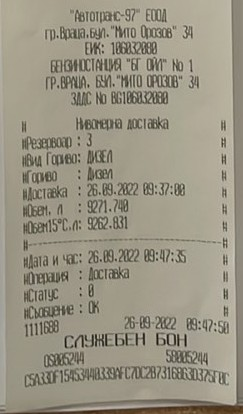 "Автотранс-97" ЕООД
гр.Враца,бул."Мито Орозов" 34
ЕИК: 106032080
БЕНЗИНОСТАНЦИЯ "БГ ОЙЛ" No 1
ГР.ВРАЦА, БУЛ."МИТО ОРОЗОВ" 34
ЗДДС No BG106032080
# Нивомерна доставка #
#Резервоар : 3 #
#Вид Гориво: ДИЗЕЛ #
#Гориво : Дизел #
#Доставка : 26.09.2022 09:37:00 #
#Обем, Л : 9271.740 #
#Обем15°C.л: 9262.831 #
#------------------------------#
#Дата и час: 26.09.2022 09:47:35 #
#Операция : Доставка #
#Статус : 0 #
#Съобщение : OK #
1111688 26-09-2022 09:47:50
СЛУЖЕБЕН БОН
OS005244 58005244
C5A33DF15453440339AFC7DC2B73168630375F0C